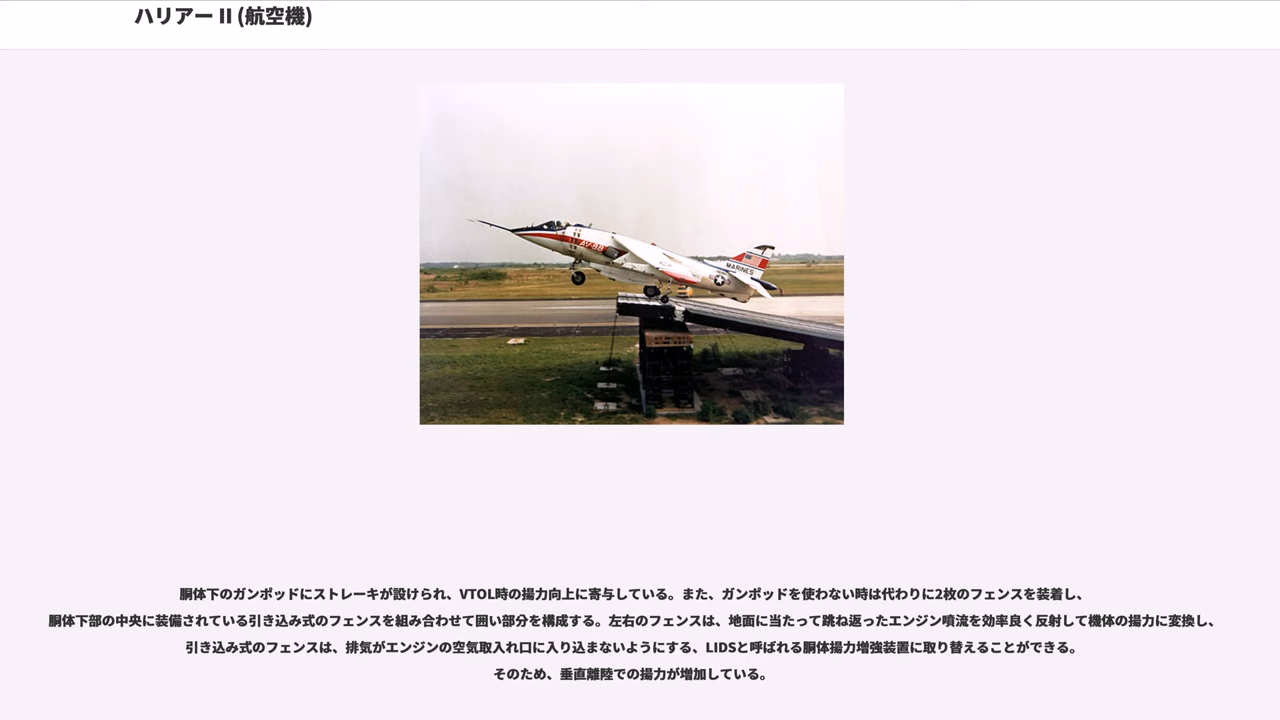 ハリアー II (航空機)
AV-8B
MARINES
胴体下のガンポッドにストレーキが設けられ、VTOL時の揚力向上に寄与している。また、ガンポッドを使わない時は代わりに2枚のフェンスを装着し、
胴体下部の中央に装備されている引き込み式のフェンスを組み合わせて囲い部分を構成する。左右のフェンスは、地面に当たって跳ね返ったエンジン噴流を効率良く反射して機体の揚力に変換し、
引き込み式のフェンスは、排気がエンジンの空気取入れ口に入り込まないようにする、LIDSと呼ばれる胴体揚力増強装置に取り替えることができる。
そのため、垂直離陸での揚力が増加している。